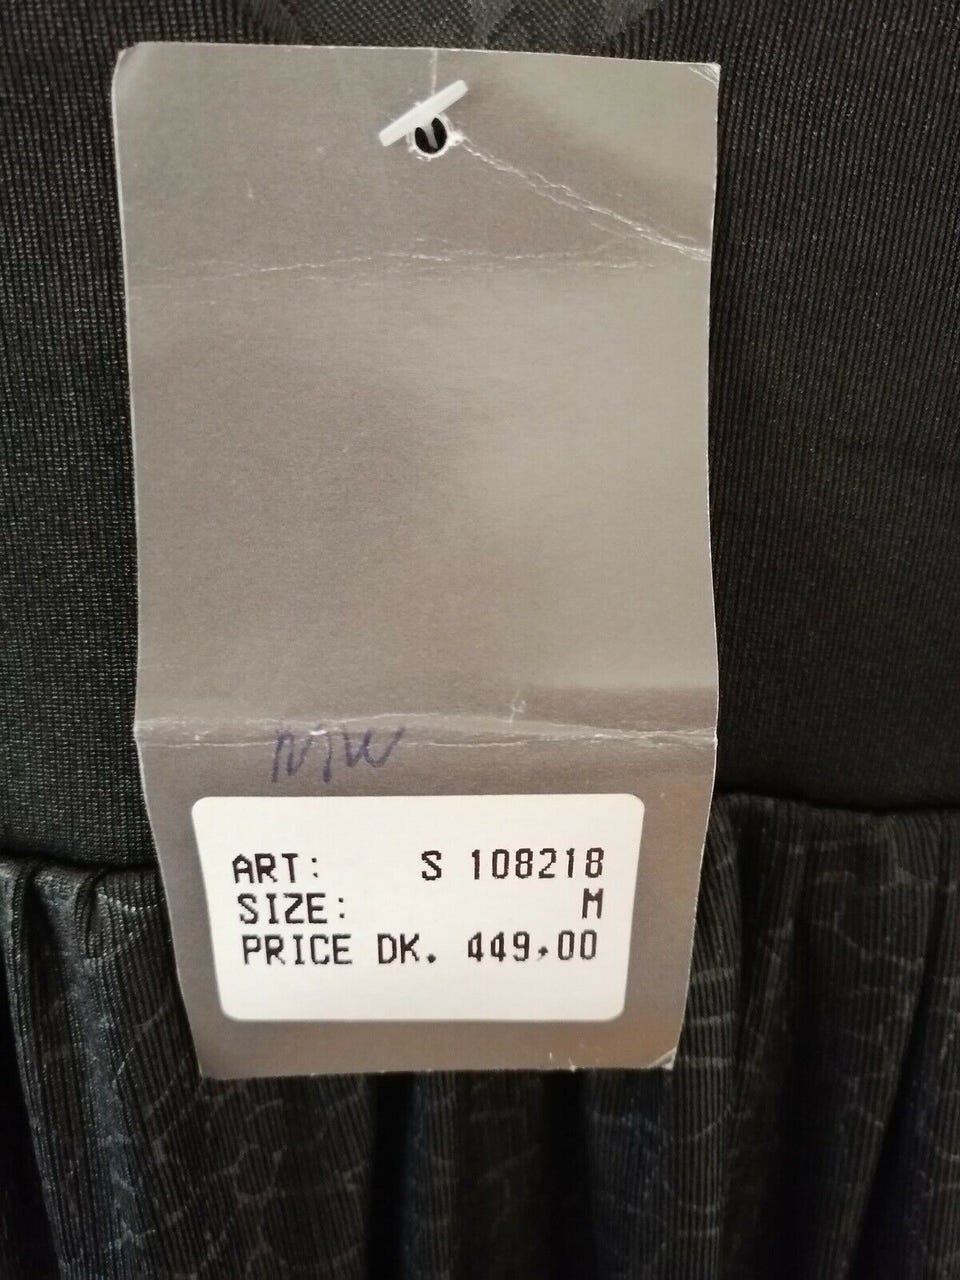 ART: S 108218
SIZE: M
PRICE DK. 449,00